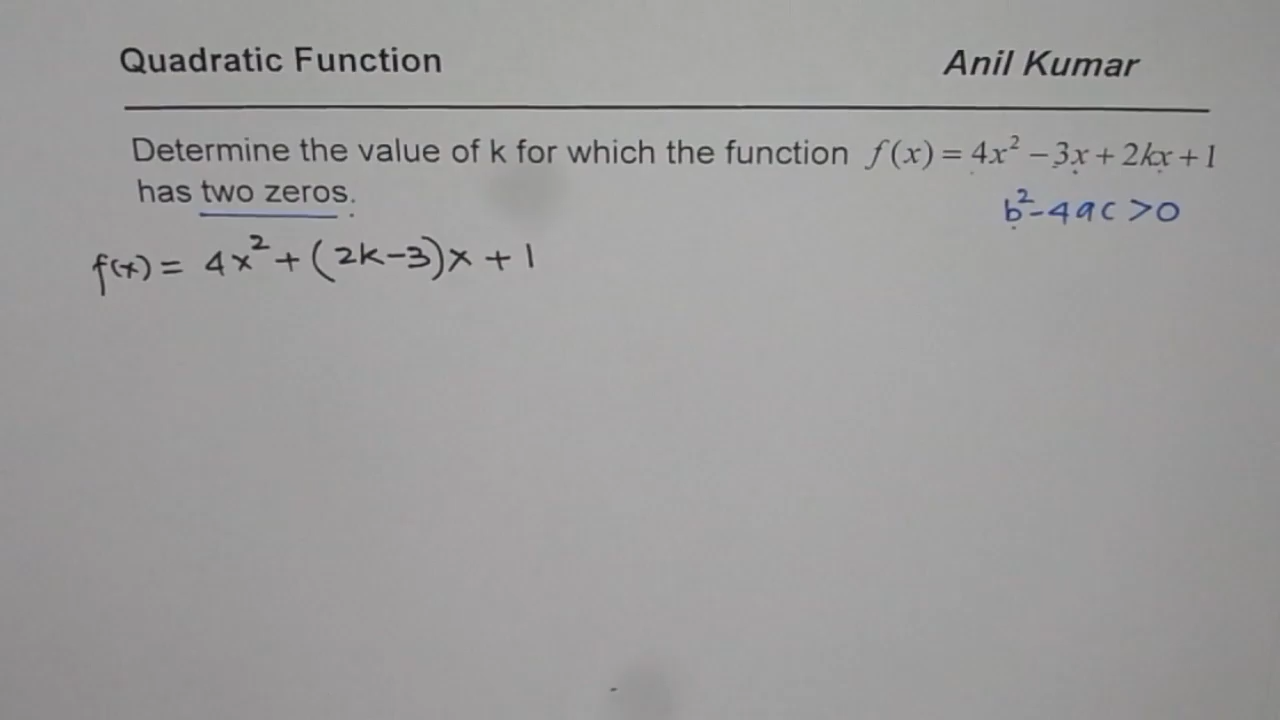 Quadratic Function Anil Kumar
Determine the value of k for which the function f(x) = 4x² − 3x + 2kx + 1
has two zeros.
b² - 4ac > 0
f(x) = 4x² + (2k-3)x + 1